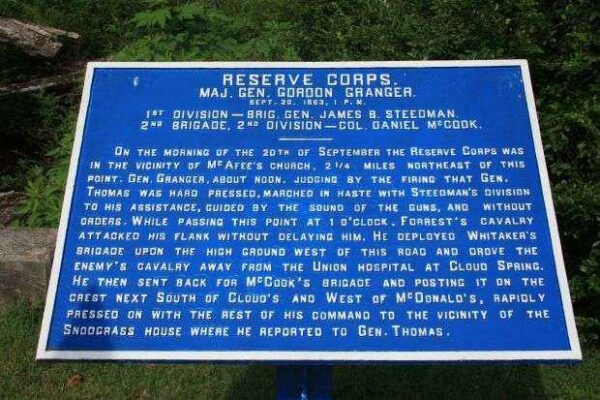 RESERVE CORPS.
MAJ. GEN. GORDON GRANGER.
SEPT. 20, 1863, 1 P.M.
1ST DIVISION — BRIG. GEN. JAMES B. STEEDMAN.
2ND BRIGADE, 2ND DIVISION — COL. DANIEL MCCOOK.
ON THE MORNING OF THE 20TH OF SEPTEMBER THE RESERVE CORPS WAS
IN THE VICINITY OF MCAFEE'S CHURCH, 2 1/4 MILES NORTHEAST OF THIS
POINT. GEN. GRANGER, ABOUT NOON. JUDGING BY THE FIRING THAT GEN.
THOMAS WAS HARD PRESSED, MARCHED IN HASTE WITH STEEDMAN'S DIVISION
TO HIS ASSISTANCE, GUIDED BY THE SOUND OF THE GUNS, AND WITHOUT
ORDERS. WHILE PASSING THIS POINT AT 1 O'CLOCK, FORREST'S CAVALRY
ATTACKED HIS FLANK WITHOUT DELAYING HIM. HE DEPLOYED WHITAKER'S
BRIGADE UPON THE HIGH GROUND WEST OF THIS ROAD AND DROVE THE
ENEMY'S CAVALRY AWAY FROM THE UNION HOSPITAL AT CLOUD SPRING.
HE THEN SENT BACK FOR MCCOOK'S BRIGADE AND POSTING IT ON THE
CREST NEXT SOUTH OF CLOUD'S AND WEST OF MCDONALD'S, RAPIDLY
PRESSED ON WITH THE REST OF HIS COMMAND TO THE VICINITY OF THE
SNODGRASS HOUSE WHERE HE REPORTED TO GEN. THOMAS.